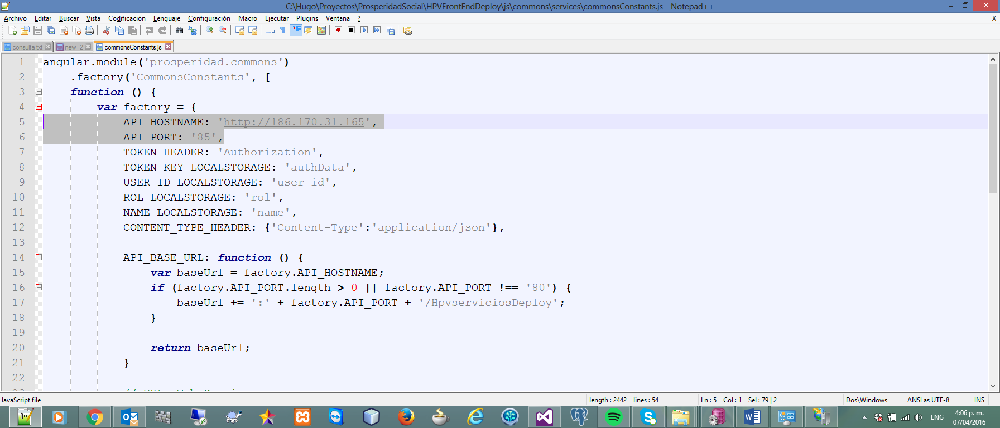 C:\Hugo\Proyectos\ProsperidadSocial\HPVFrontEndDeploy\js\commons\services\commonsConstants.js - Notepad++
Archivo Editar Buscar Vista Codificación Lenguaje Configuración Macro Ejecutar Plugins Ventana ? X
consulta.txt new 2 commonsConstants.js
1 angular.module('prosperidad.commons')
2 .factory('CommonsConstants', [
3 function () {
4 var factory = {
5 API_HOSTNAME: 'http://186.170.31.165',
6 API_PORT: '85',
7 TOKEN_HEADER: 'Authorization',
8 TOKEN_KEY_LOCALSTORAGE: 'authData',
9 USER_ID_LOCALSTORAGE: 'user_id',
10 ROL_LOCALSTORAGE: 'rol',
11 NAME_LOCALSTORAGE: 'name',
12 CONTENT_TYPE_HEADER: {'Content-Type':'application/json'},
13
14 API_BASE_URL: function () {
15 var baseUrl = factory.API_HOSTNAME;
16 if (factory.API_PORT.length > 0 || factory.API_PORT !== '80') {
17 baseUrl += ':' + factory.API_PORT + '/HpvserviciosDeploy';
18 }
19
20 return baseUrl;
21 }
22
JavaScript file length : 2442 lines : 54 Ln : 5 Col : 1 Sel : 79 | 2 Dos\Windows ANSI as UTF-8 INS
ENG 4:06 p. m.
07/04/2016